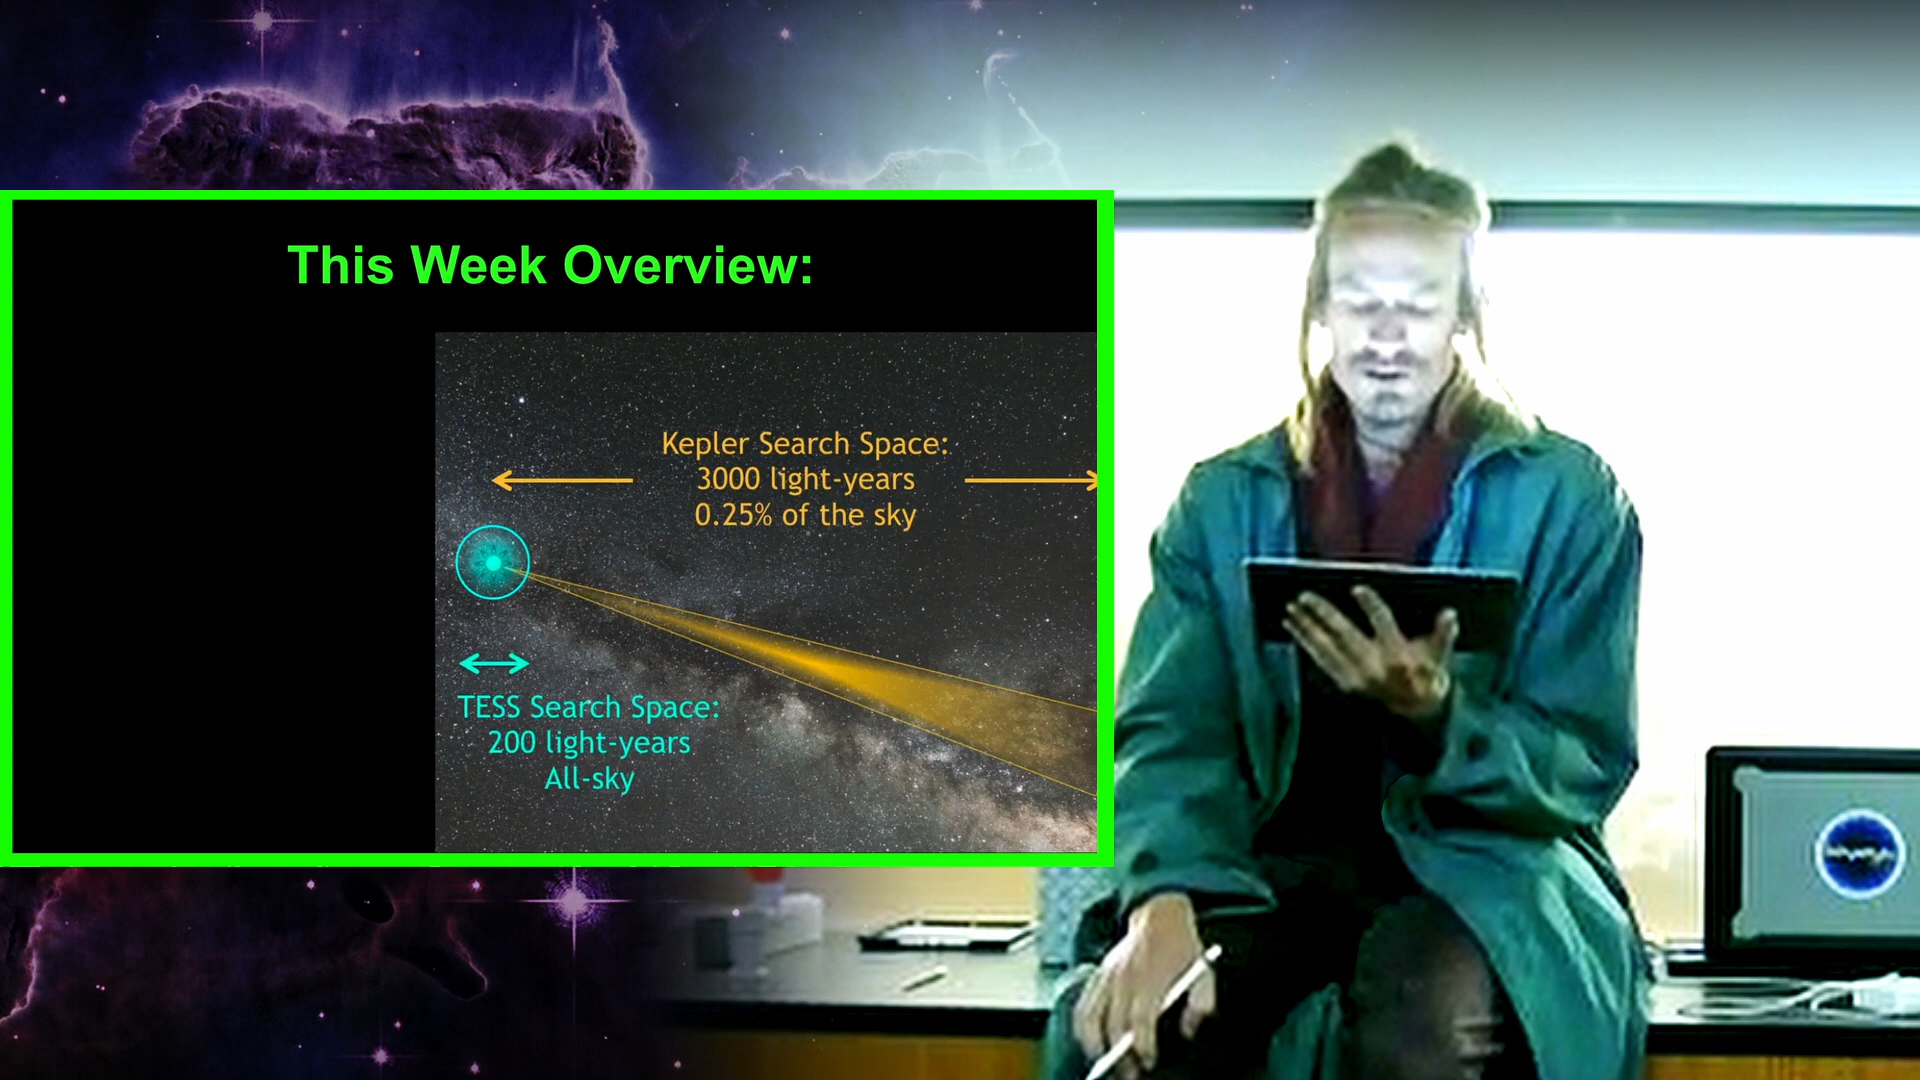 This Week Overview:
Kepler Search Space:
3000 light-years
0.25% of the sky
TESS Search Space:
200 light-years
All-sky